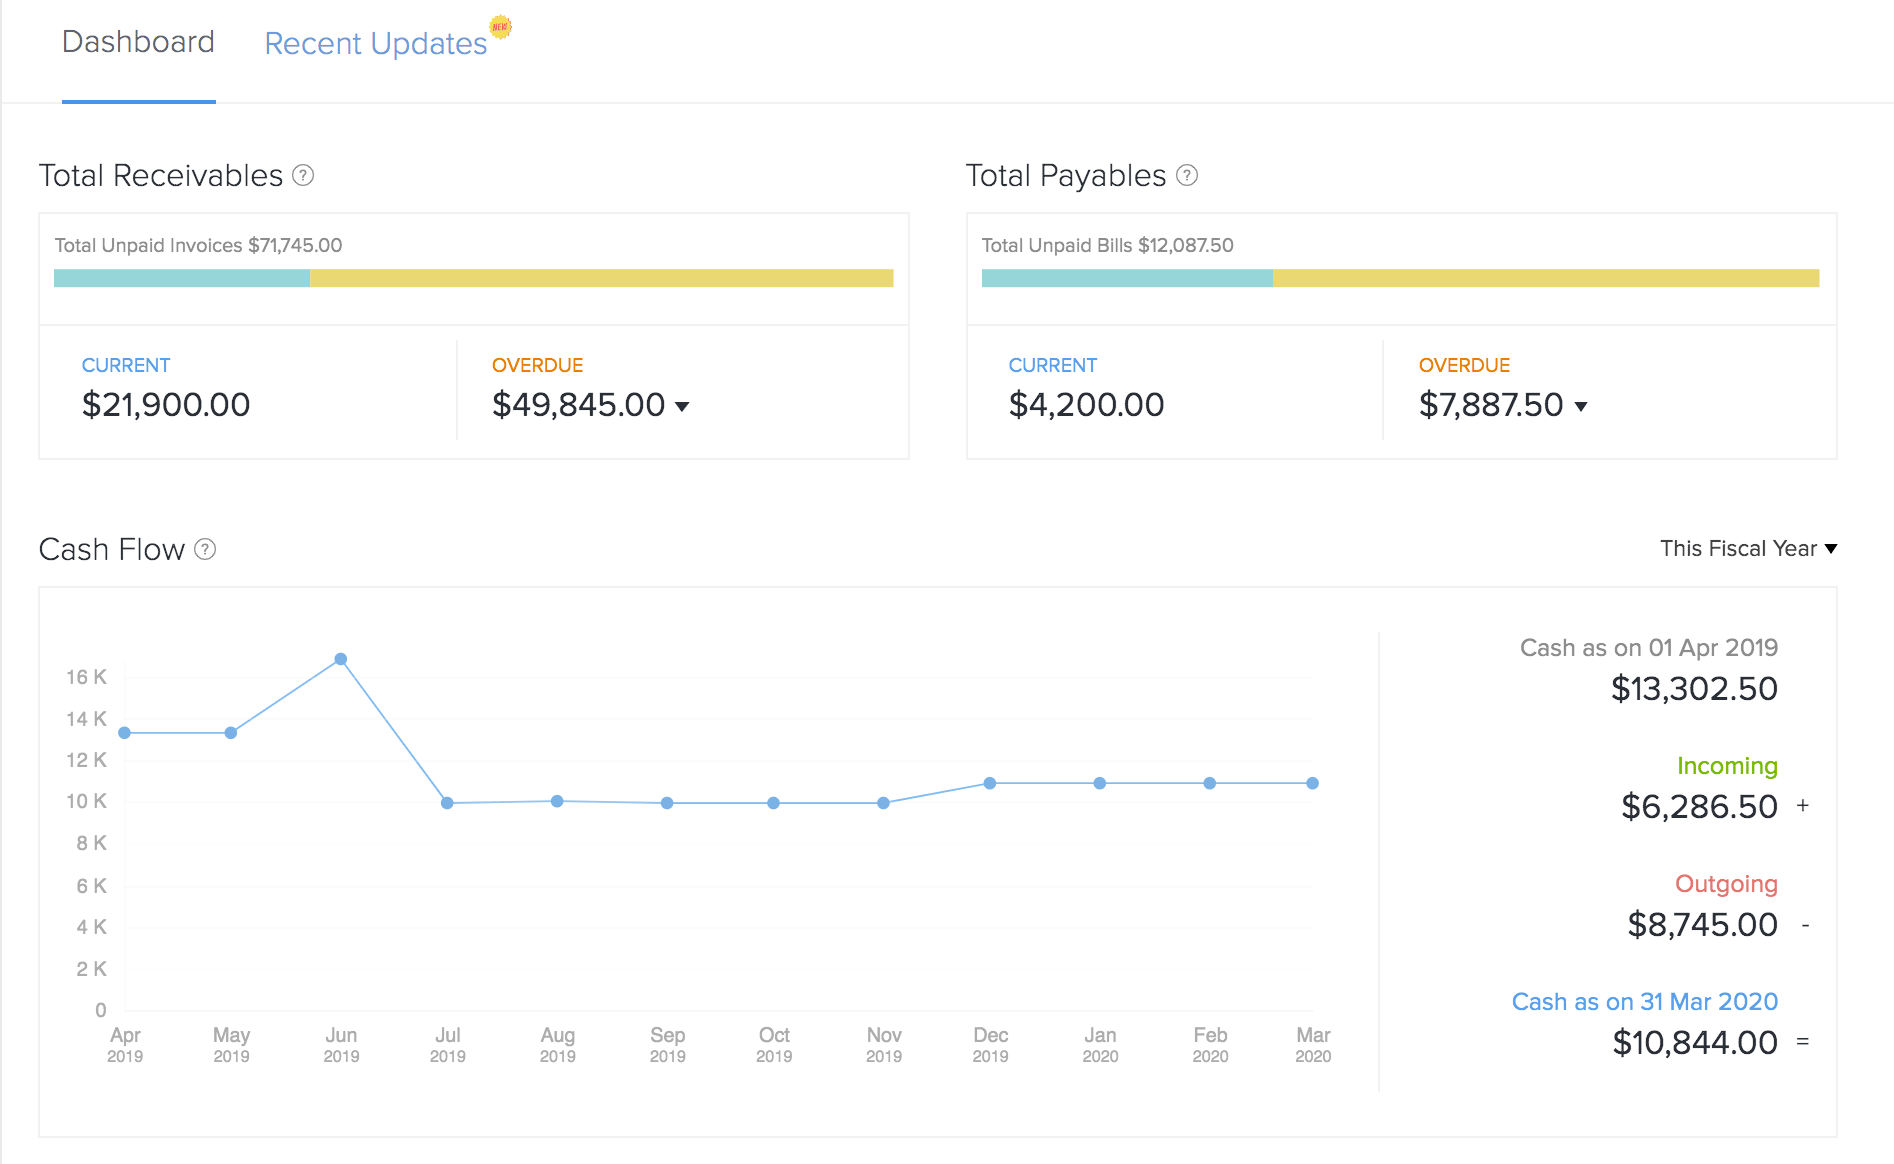 Dashboard
Recent Updates
NEW
Total Receivables ?
Total Unpaid Invoices $71,745.00
CURRENT
$21,900.00
OVERDUE
$49,845.00
Total Payables ?
Total Unpaid Bills $12,087.50
CURRENT
$4,200.00
OVERDUE
$7,887.50
Cash Flow ?
This Fiscal Year
16 K
14 K
12 K
10 K
8 K
6 K
4 K
2 K
0
Apr
2019
May
2019
Jun
2019
Jul
2019
Aug
2019
Sep
2019
Oct
2019
Nov
2019
Dec
2019
Jan
2020
Feb
2020
Mar
2020
Cash as on 01 Apr 2019
$13,302.50
Incoming
$6,286.50 +
Outgoing
$8,745.00 -
Cash as on 31 Mar 2020
$10,844.00 =